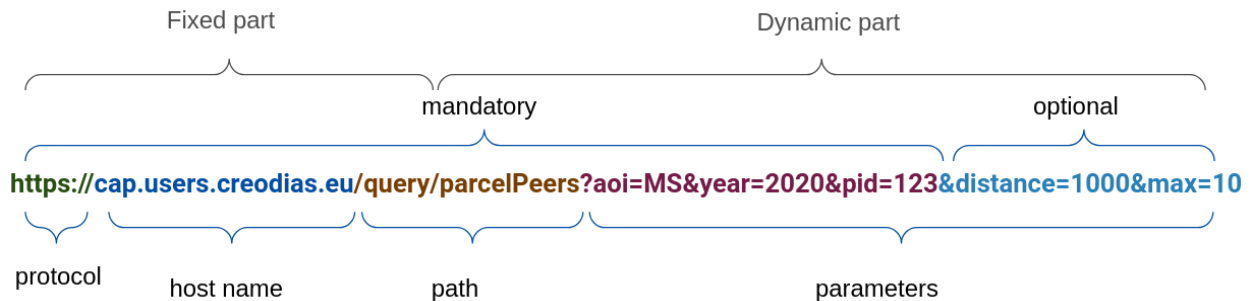 Fixed part
Dynamic part
mandatory
optional
https://cap.users.creodias.eu/query/parcelPeers?aoi=MS&year=2020&pid=123&distance=1000&max=10
protocol
host name
path
parameters